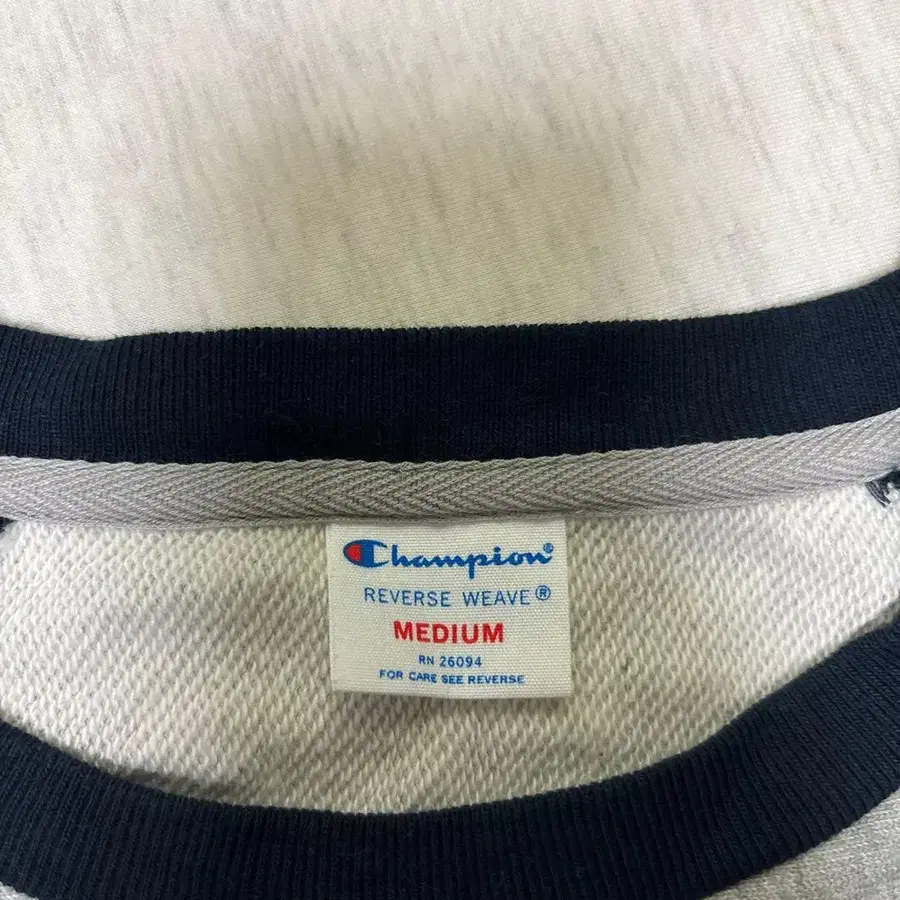 Champion®
REVERSE WEAVE®
MEDIUM
RN 26094
FOR CARE SEE REVERSE